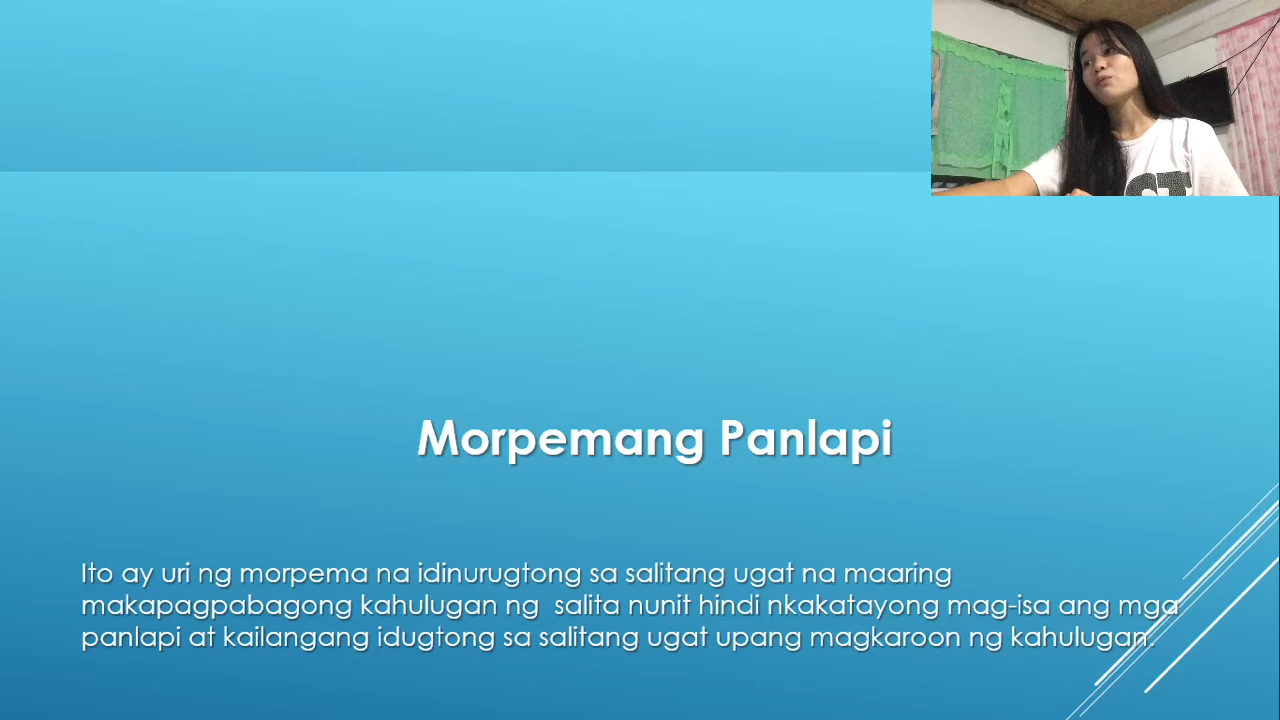 Morpemang Panlapi
Ito ay uri ng morpema na idinurugtong sa salitang ugat na maaring
makapagpabagong kahulugan ng salita nunit hindi nkakatayong mag-isa ang mga
panlapi at kailangang idugtong sa salitang ugat upang magkaroon ng kahulugan.